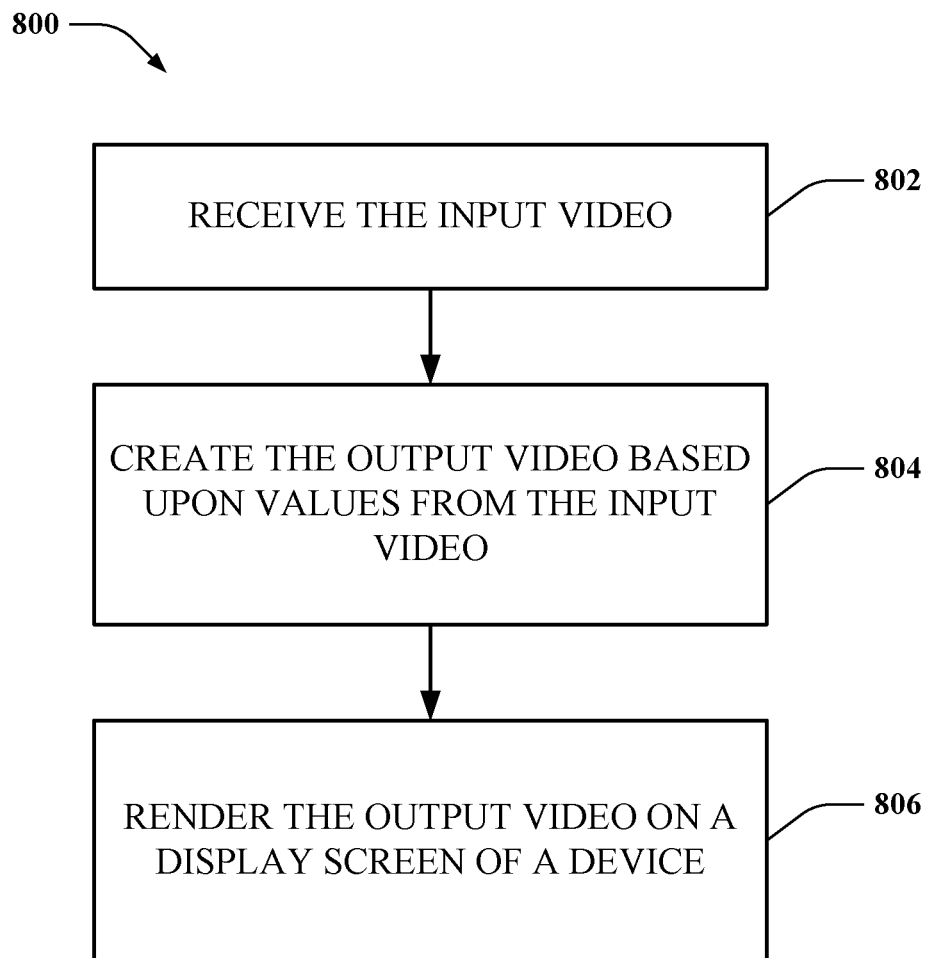 800
RECEIVE THE INPUT VIDEO
802
CREATE THE OUTPUT VIDEO BASED
UPON VALUES FROM THE INPUT
VIDEO
804
RENDER THE OUTPUT VIDEO ON A
DISPLAY SCREEN OF A DEVICE
806